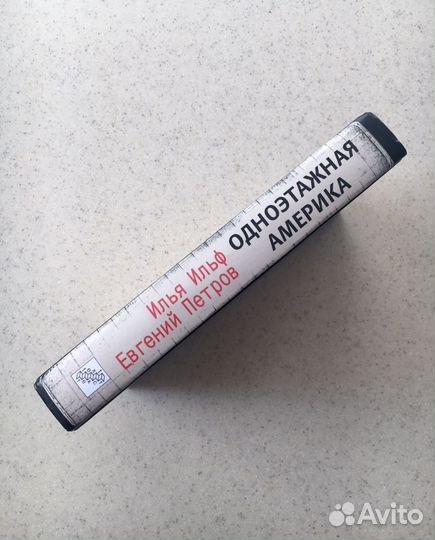 Илья Ильф
Евгений Петров
ОДНОЭТАЖНАЯ
АМЕРИКА
Avito